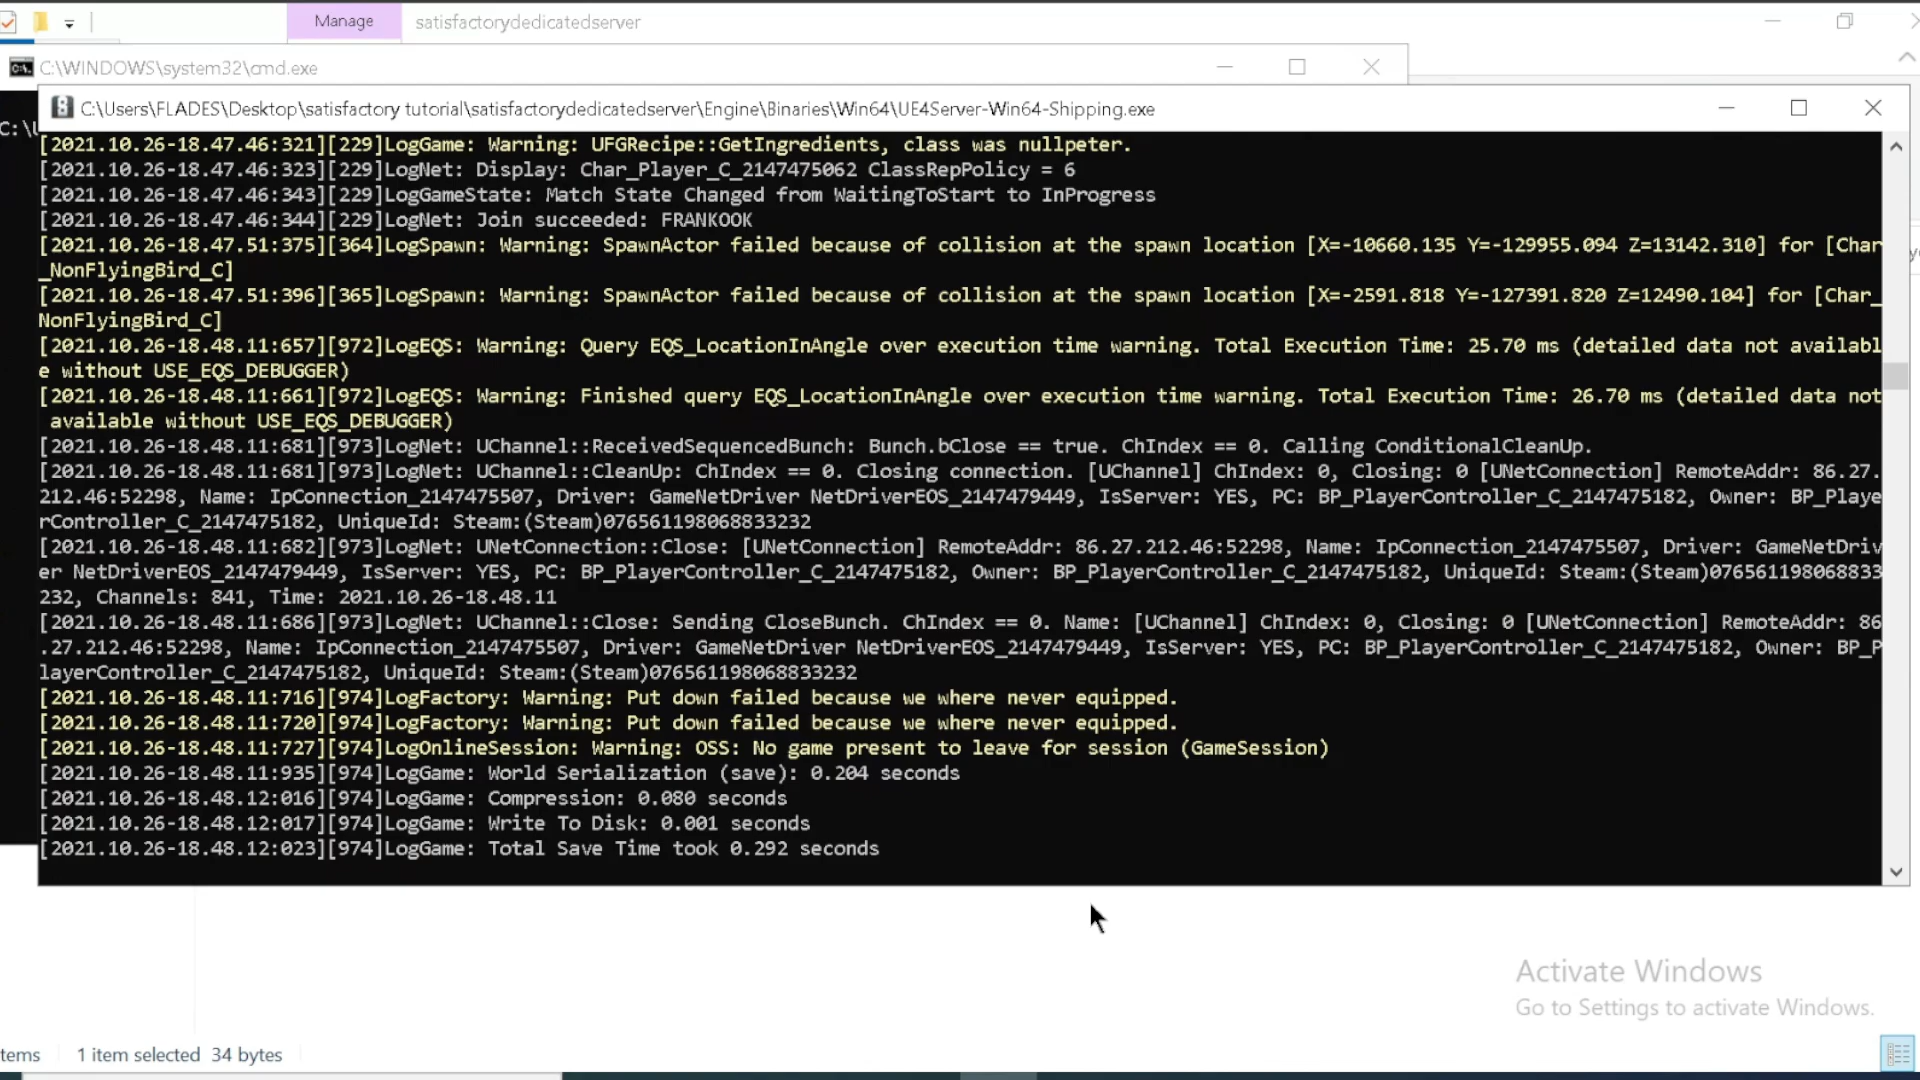 Manage satisfactorydedicatedserver
C:\WINDOWS\system32\cmd.exe
C:\Users\FLADES\Desktop\satisfactory tutorial\satisfactorydedicatedserver\Engine\Binaries\Win64\UE4Server-Win64-Shipping.exe
C:\U
[2021.10.26-18.47.46:321][229]LogGame: Warning: UFGRecipe::GetIngredients, class was nullpeter.
[2021.10.26-18.47.46:323][229]LogNet: Display: Char_Player_C_2147475062 ClassRepPolicy = 6
[2021.10.26-18.47.46:343][229]LogGameState: Match State Changed from WaitingToStart to InProgress
[2021.10.26-18.47.46:344][229]LogNet: Join succeeded: FRANKOOK
[2021.10.26-18.47.51:375][364]LogSpawn: Warning: SpawnActor failed because of collision at the spawn location [X=-10660.135 Y=-129955.094 Z=13142.310] for [Char
_NonFlyingBird_C]
[2021.10.26-18.47.51:396][365]LogSpawn: Warning: SpawnActor failed because of collision at the spawn location [X=-2591.818 Y=-127391.820 Z=12490.104] for [Char_
NonFlyingBird_C]
[2021.10.26-18.48.11:657][972]LogEQS: Warning: Query EQS_LocationInAngle over execution time warning. Total Execution Time: 25.70 ms (detailed data not availabl
e without USE_EQS_DEBUGGER)
[2021.10.26-18.48.11:661][972]LogEQS: Warning: Finished query EQS_LocationInAngle over execution time warning. Total Execution Time: 26.70 ms (detailed data not
available without USE_EQS_DEBUGGER)
[2021.10.26-18.48.11:681][973]LogNet: UChannel::ReceivedSequencedBunch: Bunch.bClose == true. ChIndex == 0. Calling ConditionalCleanUp.
[2021.10.26-18.48.11:681][973]LogNet: UChannel::CleanUp: ChIndex == 0. Closing connection. [UChannel] ChIndex: 0, Closing: 0 [UNetConnection] RemoteAddr: 86.27.
212.46:52298, Name: IpConnection_2147475507, Driver: GameNetDriver NetDriverEOS_2147479449, IsServer: YES, PC: BP_PlayerController_C_2147475182, Owner: BP_Playe
rController_C_2147475182, UniqueId: Steam:(Steam)076561198068833232
[2021.10.26-18.48.11:682][973]LogNet: UNetConnection::Close: [UNetConnection] RemoteAddr: 86.27.212.46:52298, Name: IpConnection_2147475507, Driver: GameNetDriv
er NetDriverEOS_2147479449, IsServer: YES, PC: BP_PlayerController_C_2147475182, Owner: BP_PlayerController_C_2147475182, UniqueId: Steam:(Steam)076561198068833
232, Channels: 841, Time: 2021.10.26-18.48.11
[2021.10.26-18.48.11:686][973]LogNet: UChannel::Close: Sending CloseBunch. ChIndex == 0. Name: [UChannel] ChIndex: 0, Closing: 0 [UNetConnection] RemoteAddr: 86
.27.212.46:52298, Name: IpConnection_2147475507, Driver: GameNetDriver NetDriverEOS_2147479449, IsServer: YES, PC: BP_PlayerController_C_2147475182, Owner: BP_P
layerController_C_2147475182, UniqueId: Steam:(Steam)076561198068833232
[2021.10.26-18.48.11:716][974]LogFactory: Warning: Put down failed because we where never equipped.
[2021.10.26-18.48.11:720][974]LogFactory: Warning: Put down failed because we where never equipped.
[2021.10.26-18.48.11:727][974]LogOnlineSession: Warning: OSS: No game present to leave for session (GameSession)
[2021.10.26-18.48.11:935][974]LogGame: World Serialization (save): 0.204 seconds
[2021.10.26-18.48.12:016][974]LogGame: Compression: 0.080 seconds
[2021.10.26-18.48.12:017][974]LogGame: Write To Disk: 0.001 seconds
[2021.10.26-18.48.12:023][974]LogGame: Total Save Time took 0.292 seconds
Activate Windows
Go to Settings to activate Windows.
tems 1 item selected 34 bytes